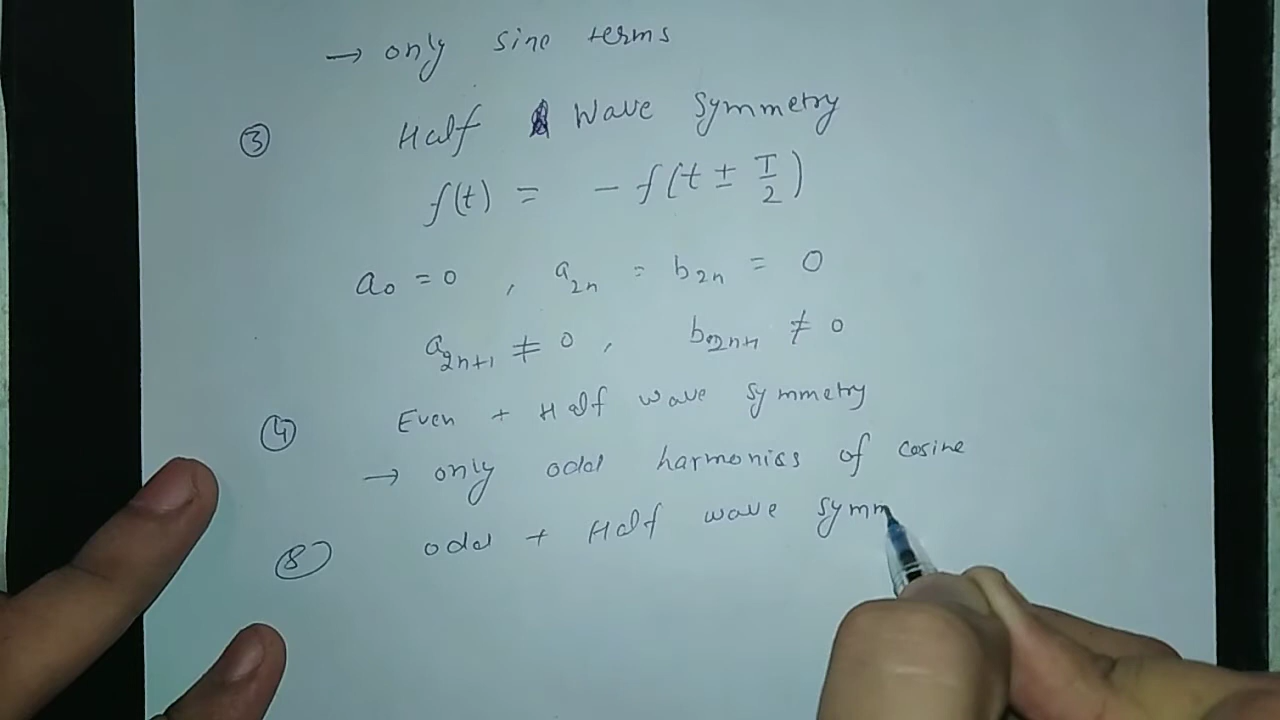 → only sine terms
③ Half Wave Symmetry
f(t) = - f(t ± T/2)
a₀ = 0 , a₂ₙ = b₂ₙ = 0
a₂ₙ₊₁ ≠ 0 , b₂ₙ₊₁ ≠ 0
④ Even + Half wave symmetry
→ only odd harmonics of cosine
⑧ odd + Half wave symm